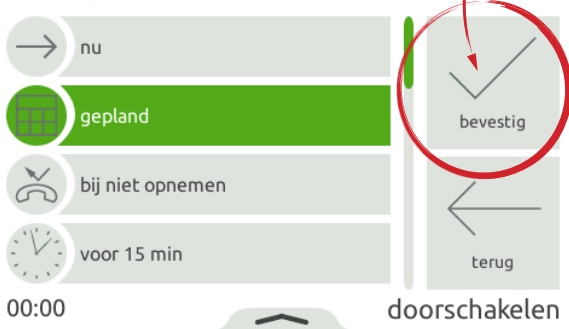 nu
gepland
bij niet opnemen
voor 15 min
bevestig
terug
00:00
doorschakelen